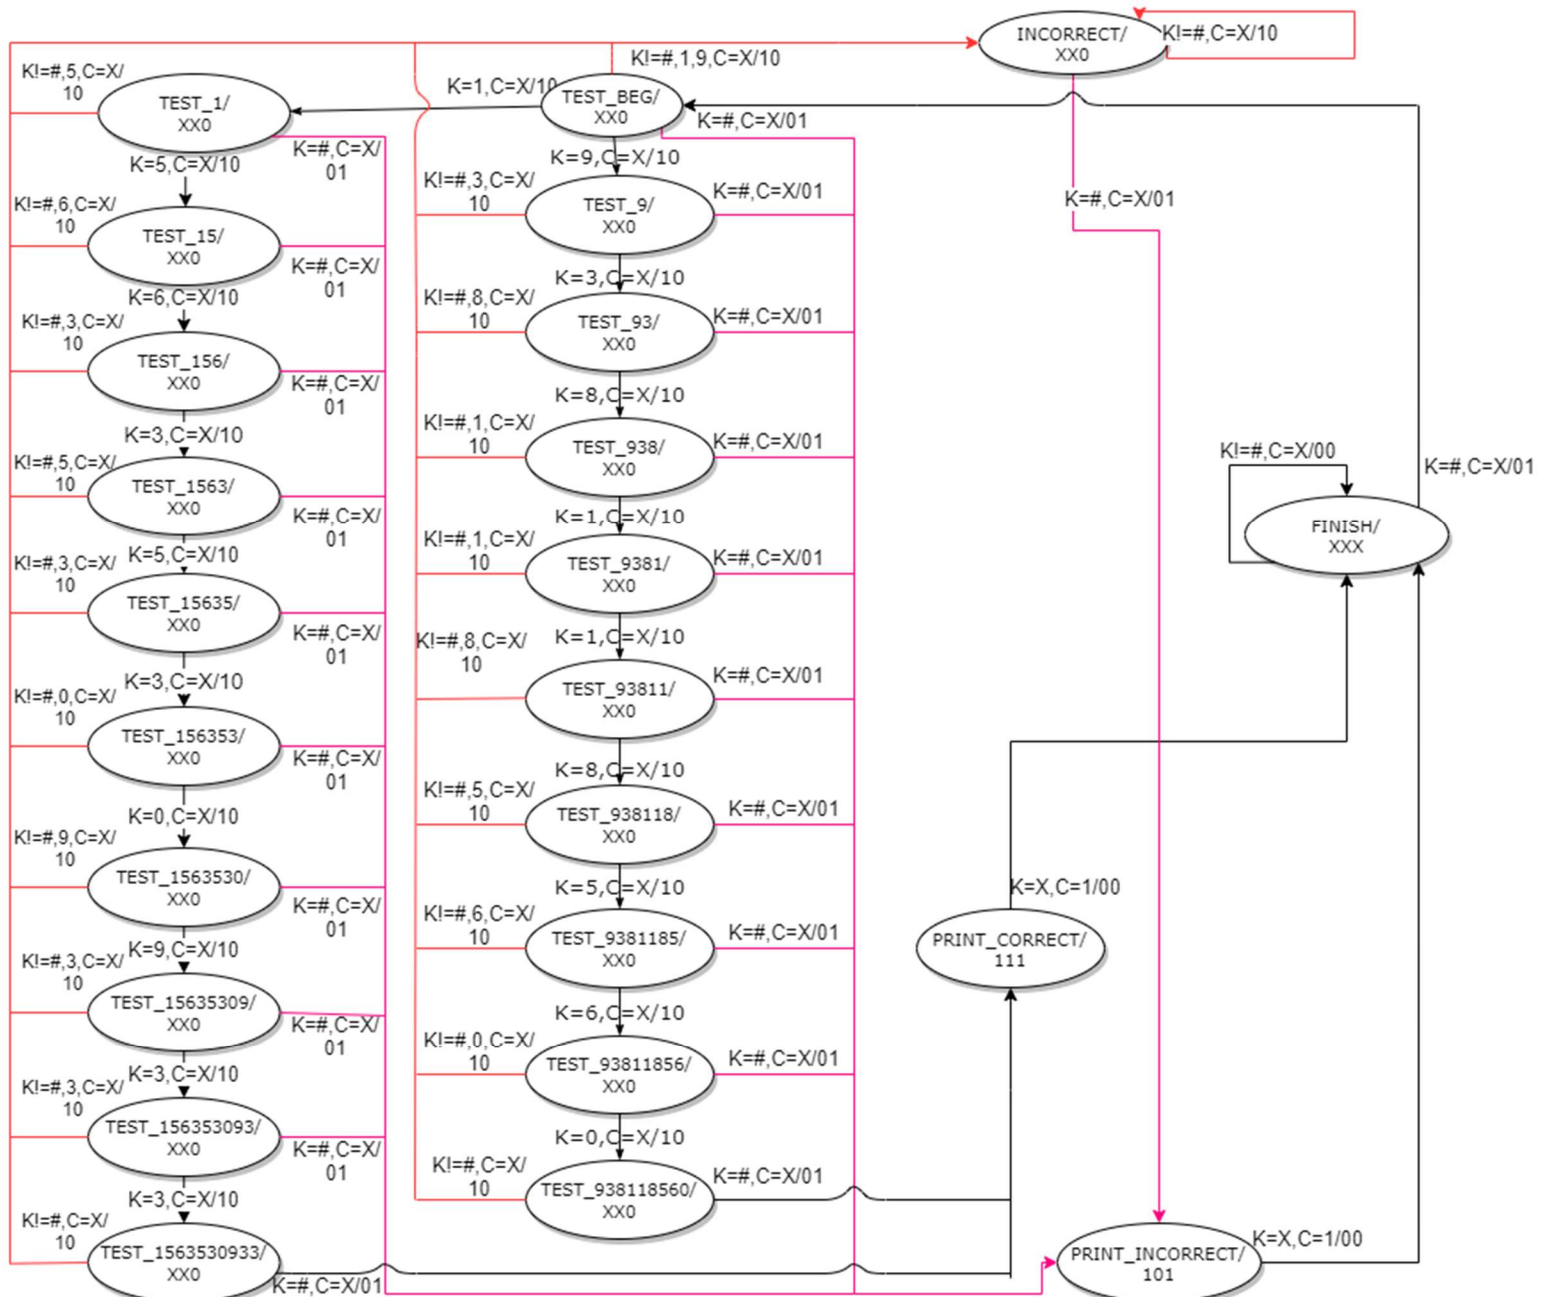 INCORRECT/
XX0
K!=#,C=X/10
K!=#,1,9,C=X/10
K!=#,5,C=X/
10
TEST_1/
XX0
K=1,C=X/10
TEST_BEG/
XX0
K=#,C=X/01
K=#,C=X/
01
K=5,C=X/10
K=9,C=X/10
K!=#,6,C=X/
10
TEST_15/
XX0
K=#,C=X/
01
K!=#,3,C=X/
10
TEST_9/
XX0
K=#,C=X/01
K=#,C=X/01
K=6,C=X/10
K=3,C=X/10
K!=#,3,C=X/
10
TEST_156/
XX0
K=#,C=X/
01
K!=#,8,C=X/
10
TEST_93/
XX0
K=#,C=X/01
K=3,C=X/10
K=8,C=X/10
K!=#,5,C=X/
10
TEST_1563/
XX0
K=#,C=X/
01
K!=#,1,C=X/
10
TEST_938/
XX0
K=#,C=X/01
K!=#,C=X/00
K=#,C=X/01
K=5,C=X/10
K=1,C=X/10
FINISH/
XXX
K!=#,3,C=X/
10
TEST_15635/
XX0
K=#,C=X/
01
K!=#,1,C=X/
10
TEST_9381/
XX0
K=#,C=X/01
K=3,C=X/10
K=1,C=X/10
K!=#,0,C=X/
10
TEST_156353/
XX0
K=#,C=X/
01
K!=#,8,C=X/
10
TEST_93811/
XX0
K=#,C=X/01
K=0,C=X/10
K=8,C=X/10
K!=#,9,C=X/
10
TEST_1563530/
XX0
K=#,C=X/
01
K!=#,5,C=X/
10
TEST_938118/
XX0
K=#,C=X/01
K=9,C=X/10
K=5,C=X/10
K=X,C=1/00
K!=#,3,C=X/
10
TEST_15635309/
XX0
K=#,C=X/
01
K!=#,6,C=X/
10
TEST_9381185/
XX0
K=#,C=X/01
PRINT_CORRECT/
111
K=3,C=X/10
K=6,C=X/10
K!=#,3,C=X/
10
TEST_156353093/
XX0
K=#,C=X/
01
K!=#,0,C=X/
10
TEST_93811856/
XX0
K=#,C=X/01
K=3,C=X/10
K=0,C=X/10
K!=#,C=X/
10
TEST_1563530933/
XX0
K=#,C=X/01
K!=#,C=X/
10
TEST_938118560/
XX0
K=#,C=X/01
PRINT_INCORRECT/
101
K=X,C=1/00